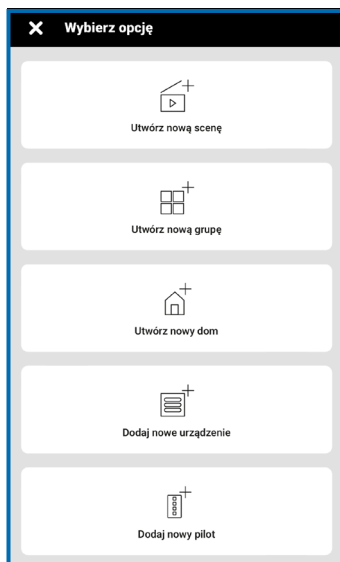 Wybierz opcję
Utwórz nową scenę
Utwórz nową grupę
Utwórz nowy dom
Dodaj nowe urządzenie
Dodaj nowy pilot